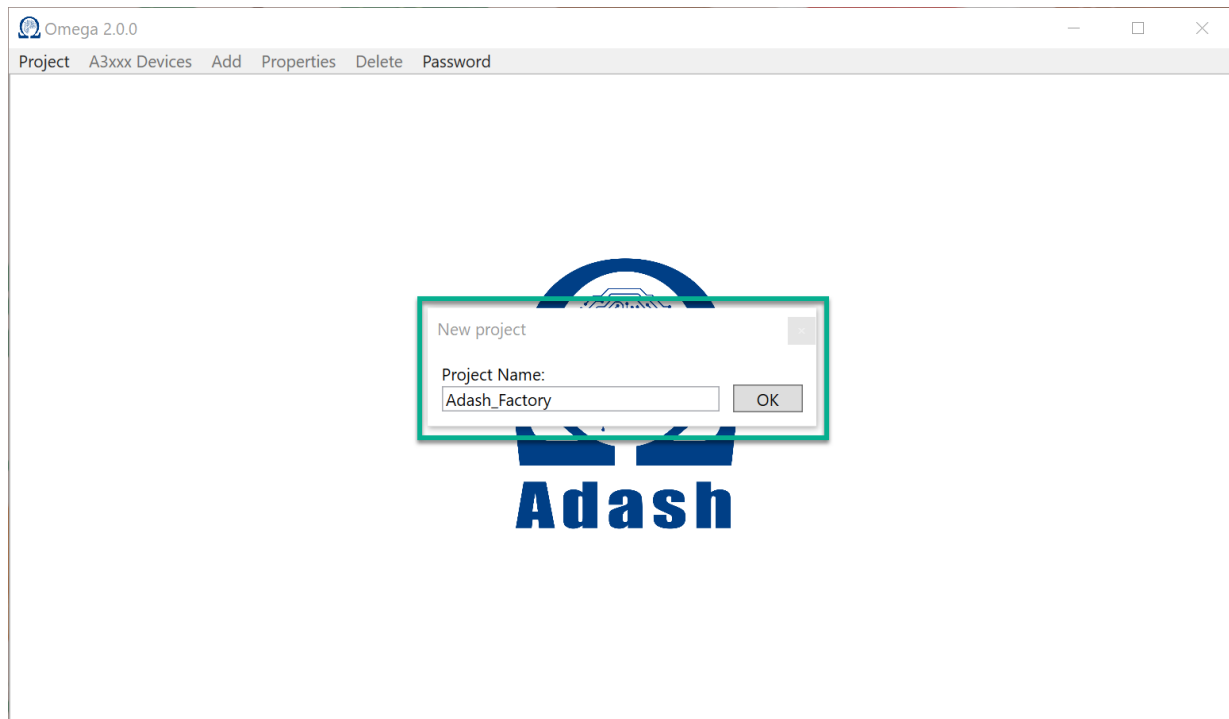 Omega 2.0.0
Project A3xxx Devices Add Properties Delete Password
New project
Project Name:
Adash_Factory OK
Adash